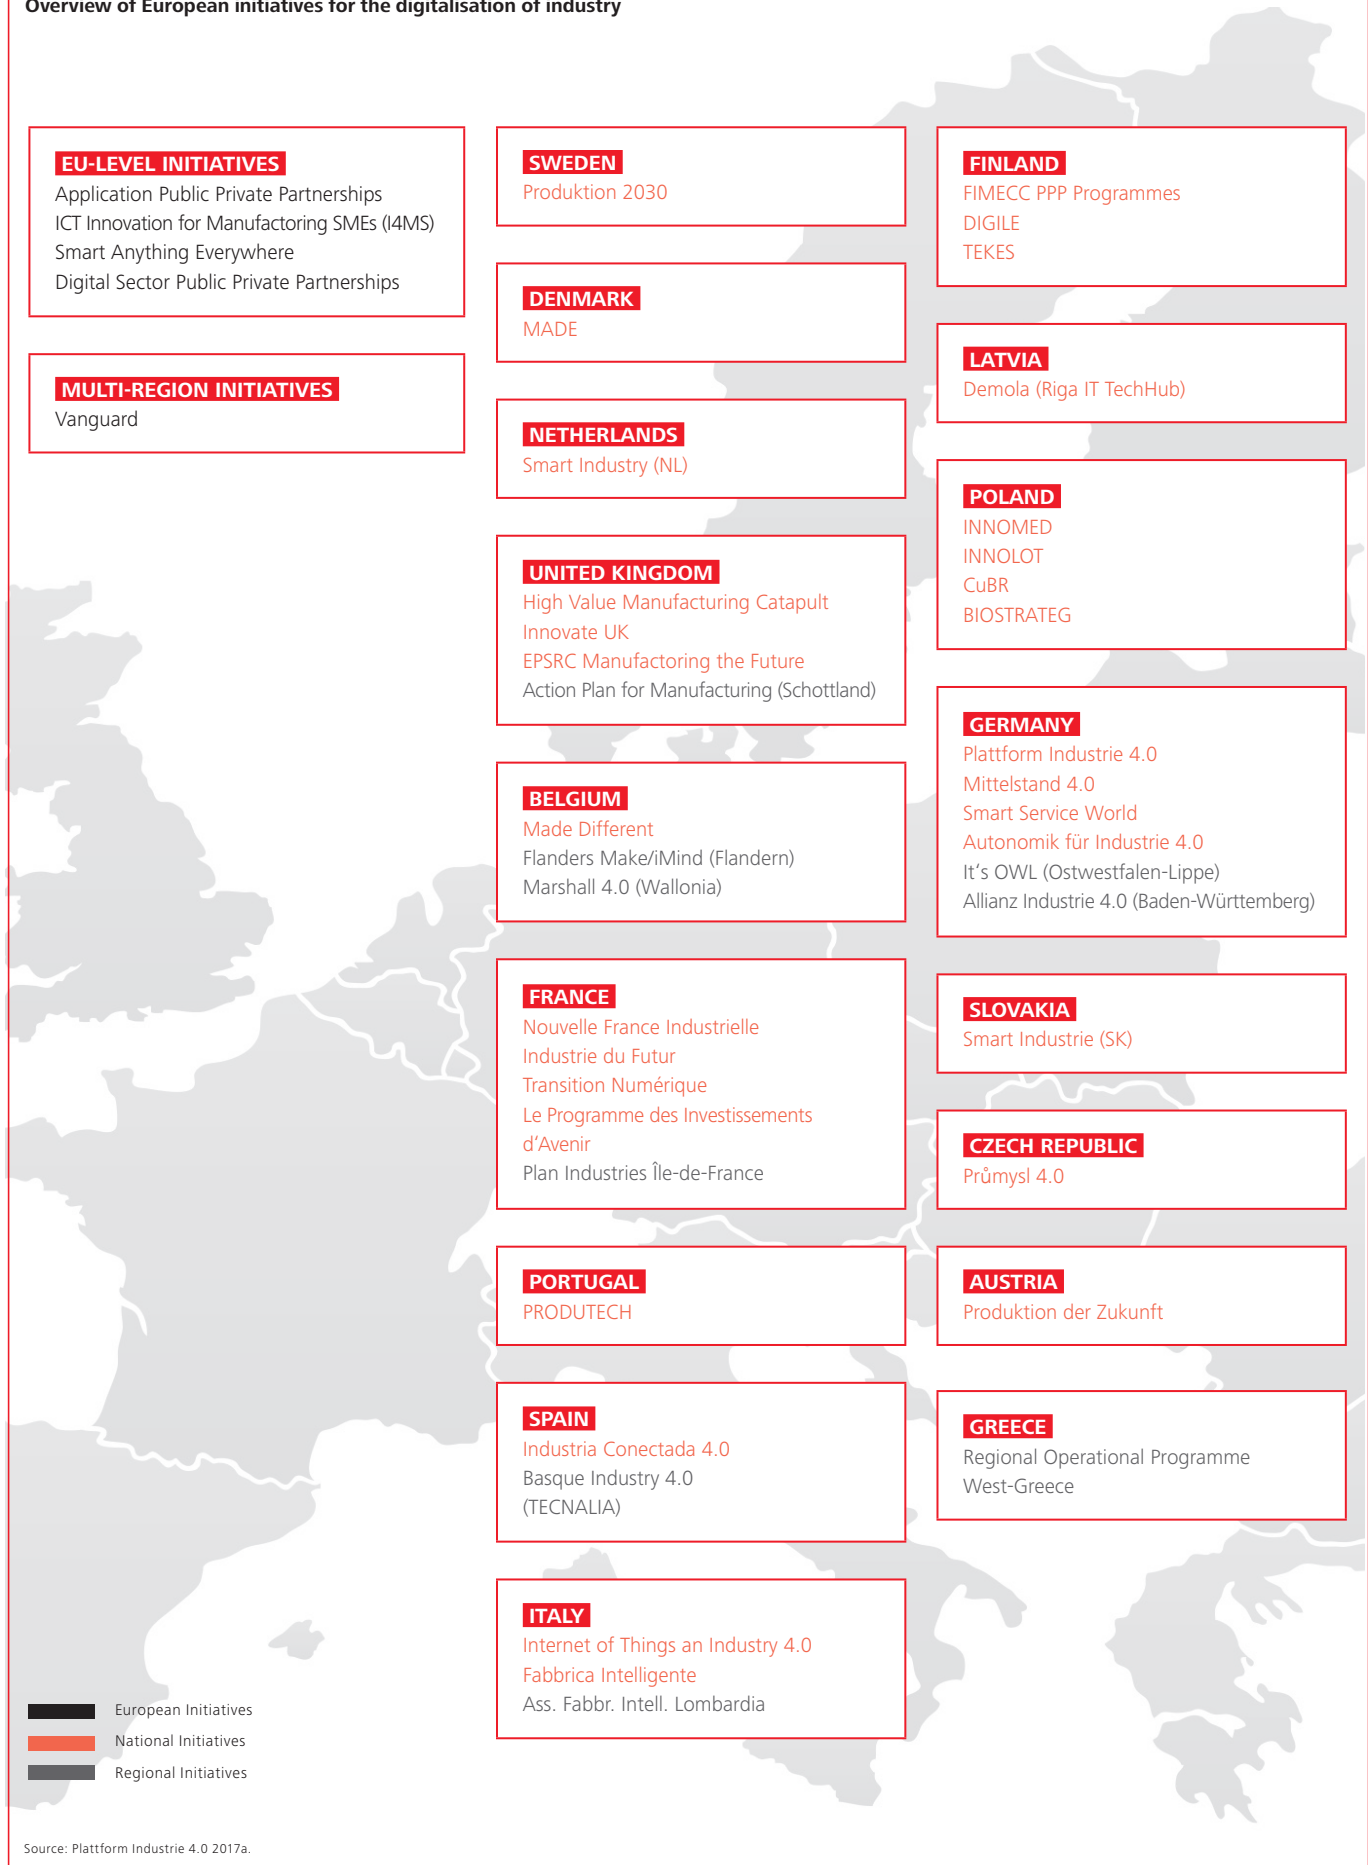 Overview of European initiatives for the digitalisation of industry
EU-LEVEL INITIATIVES
Application Public Private Partnerships
ICT Innovation for Manufactoring SMEs (I4MS)
Smart Anything Everywhere
Digital Sector Public Private Partnerships
MULTI-REGION INITIATIVES
Vanguard
SWEDEN
Produktion 2030
DENMARK
MADE
NETHERLANDS
Smart Industry (NL)
UNITED KINGDOM
High Value Manufacturing Catapult
Innovate UK
EPSRC Manufactoring the Future
Action Plan for Manufacturing (Schottland)
BELGIUM
Made Different
Flanders Make/iMind (Flandern)
Marshall 4.0 (Wallonia)
FRANCE
Nouvelle France Industrielle
Industrie du Futur
Transition Numérique
Le Programme des Investissements
d‘Avenir
Plan Industries Île-de-France
PORTUGAL
PRODUTECH
SPAIN
Industria Conectada 4.0
Basque Industry 4.0
(TECNALIA)
ITALY
Internet of Things an Industry 4.0
Fabbrica Intelligente
Ass. Fabbr. Intell. Lombardia
FINLAND
FIMECC PPP Programmes
DIGILE
TEKES
LATVIA
Demola (Riga IT TechHub)
POLAND
INNOMED
INNOLOT
CuBR
BIOSTRATEG
GERMANY
Plattform Industrie 4.0
Mittelstand 4.0
Smart Service World
Autonomik für Industrie 4.0
It‘s OWL (Ostwestfalen-Lippe)
Allianz Industrie 4.0 (Baden-Württemberg)
SLOVAKIA
Smart Industrie (SK)
CZECH REPUBLIC
Průmysl 4.0
AUSTRIA
Produktion der Zukunft
GREECE
Regional Operational Programme
West-Greece
European Initiatives
National Initiatives
Regional Initiatives
Source: Plattform Industrie 4.0 2017a.